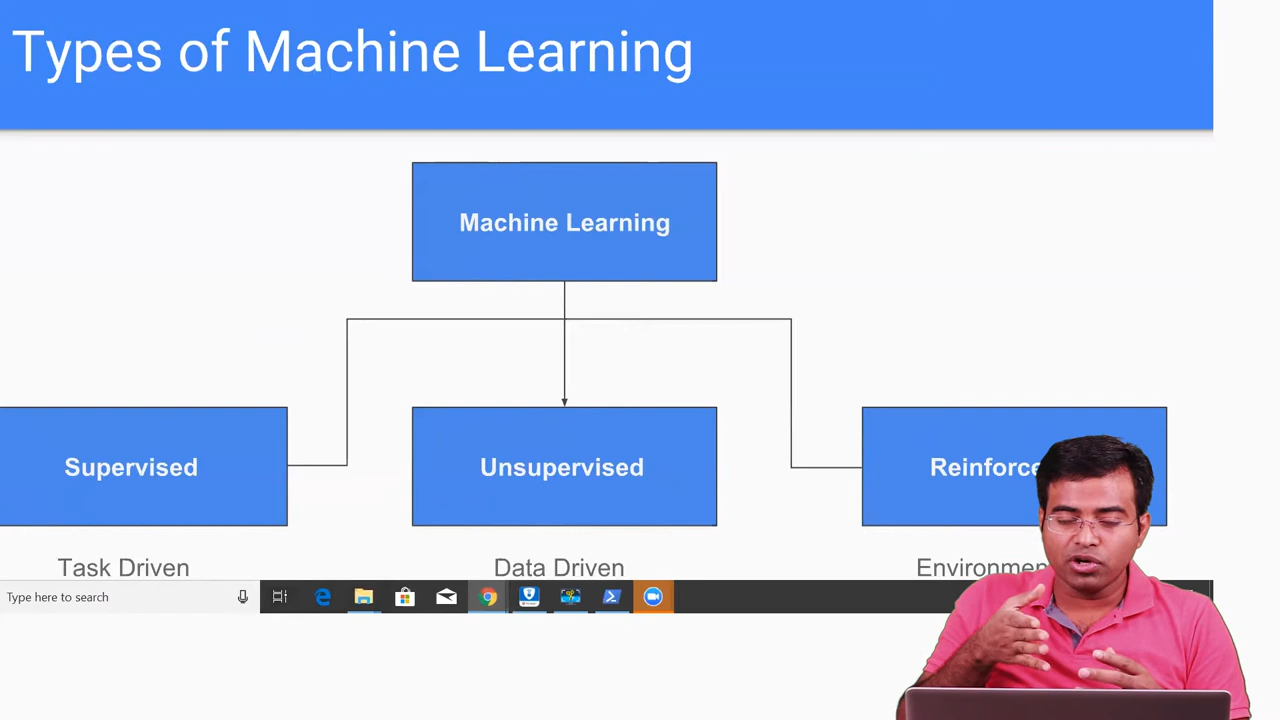 Types of Machine Learning
Machine Learning
Supervised
Unsupervised
Task Driven
Data Driven
Type here to search